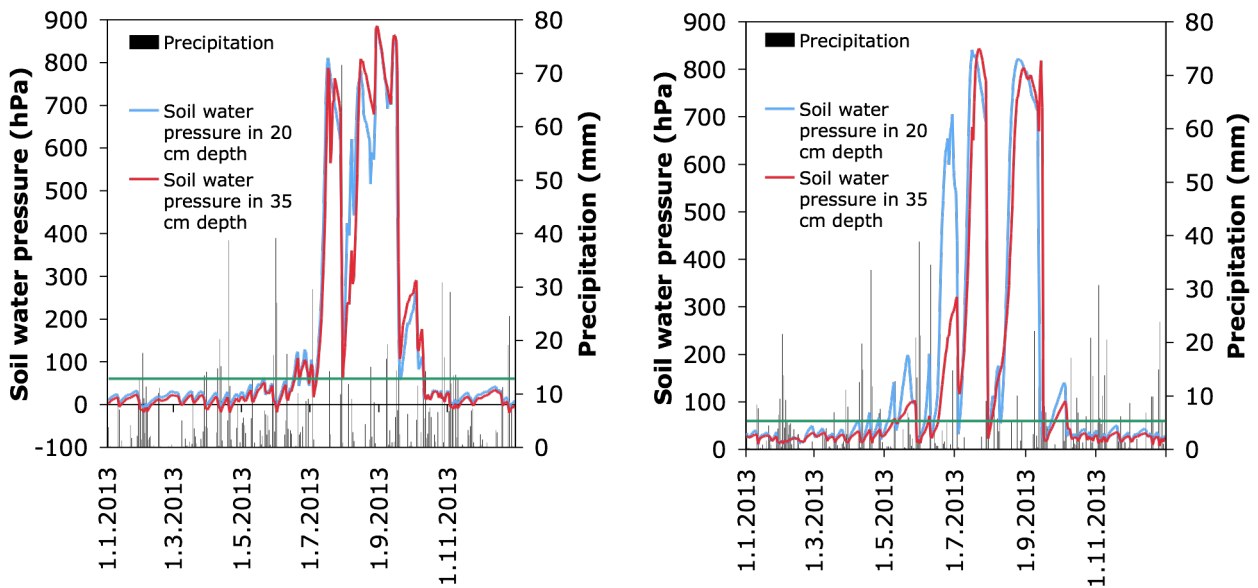 900
800
700
600
500
400
300
200
100
0
-100
Soil water pressure (hPa)
Precipitation
Soil water
pressure in 20
cm depth
Soil water
pressure in 35
cm depth
80
70
60
50
40
30
20
10
0
Precipitation (mm)
1.1.2013
1.3.2013
1.5.2013
1.7.2013
1.9.2013
1.11.2013
900
800
700
600
500
400
300
200
100
0
Soil water pressure (hPa)
Precipitation
Soil water
pressure in 20
cm depth
Soil water
pressure in 35
cm depth
80
70
60
50
40
30
20
10
0
Precipitation (mm)
1.1.2013
1.3.2013
1.5.2013
1.7.2013
1.9.2013
1.11.2013